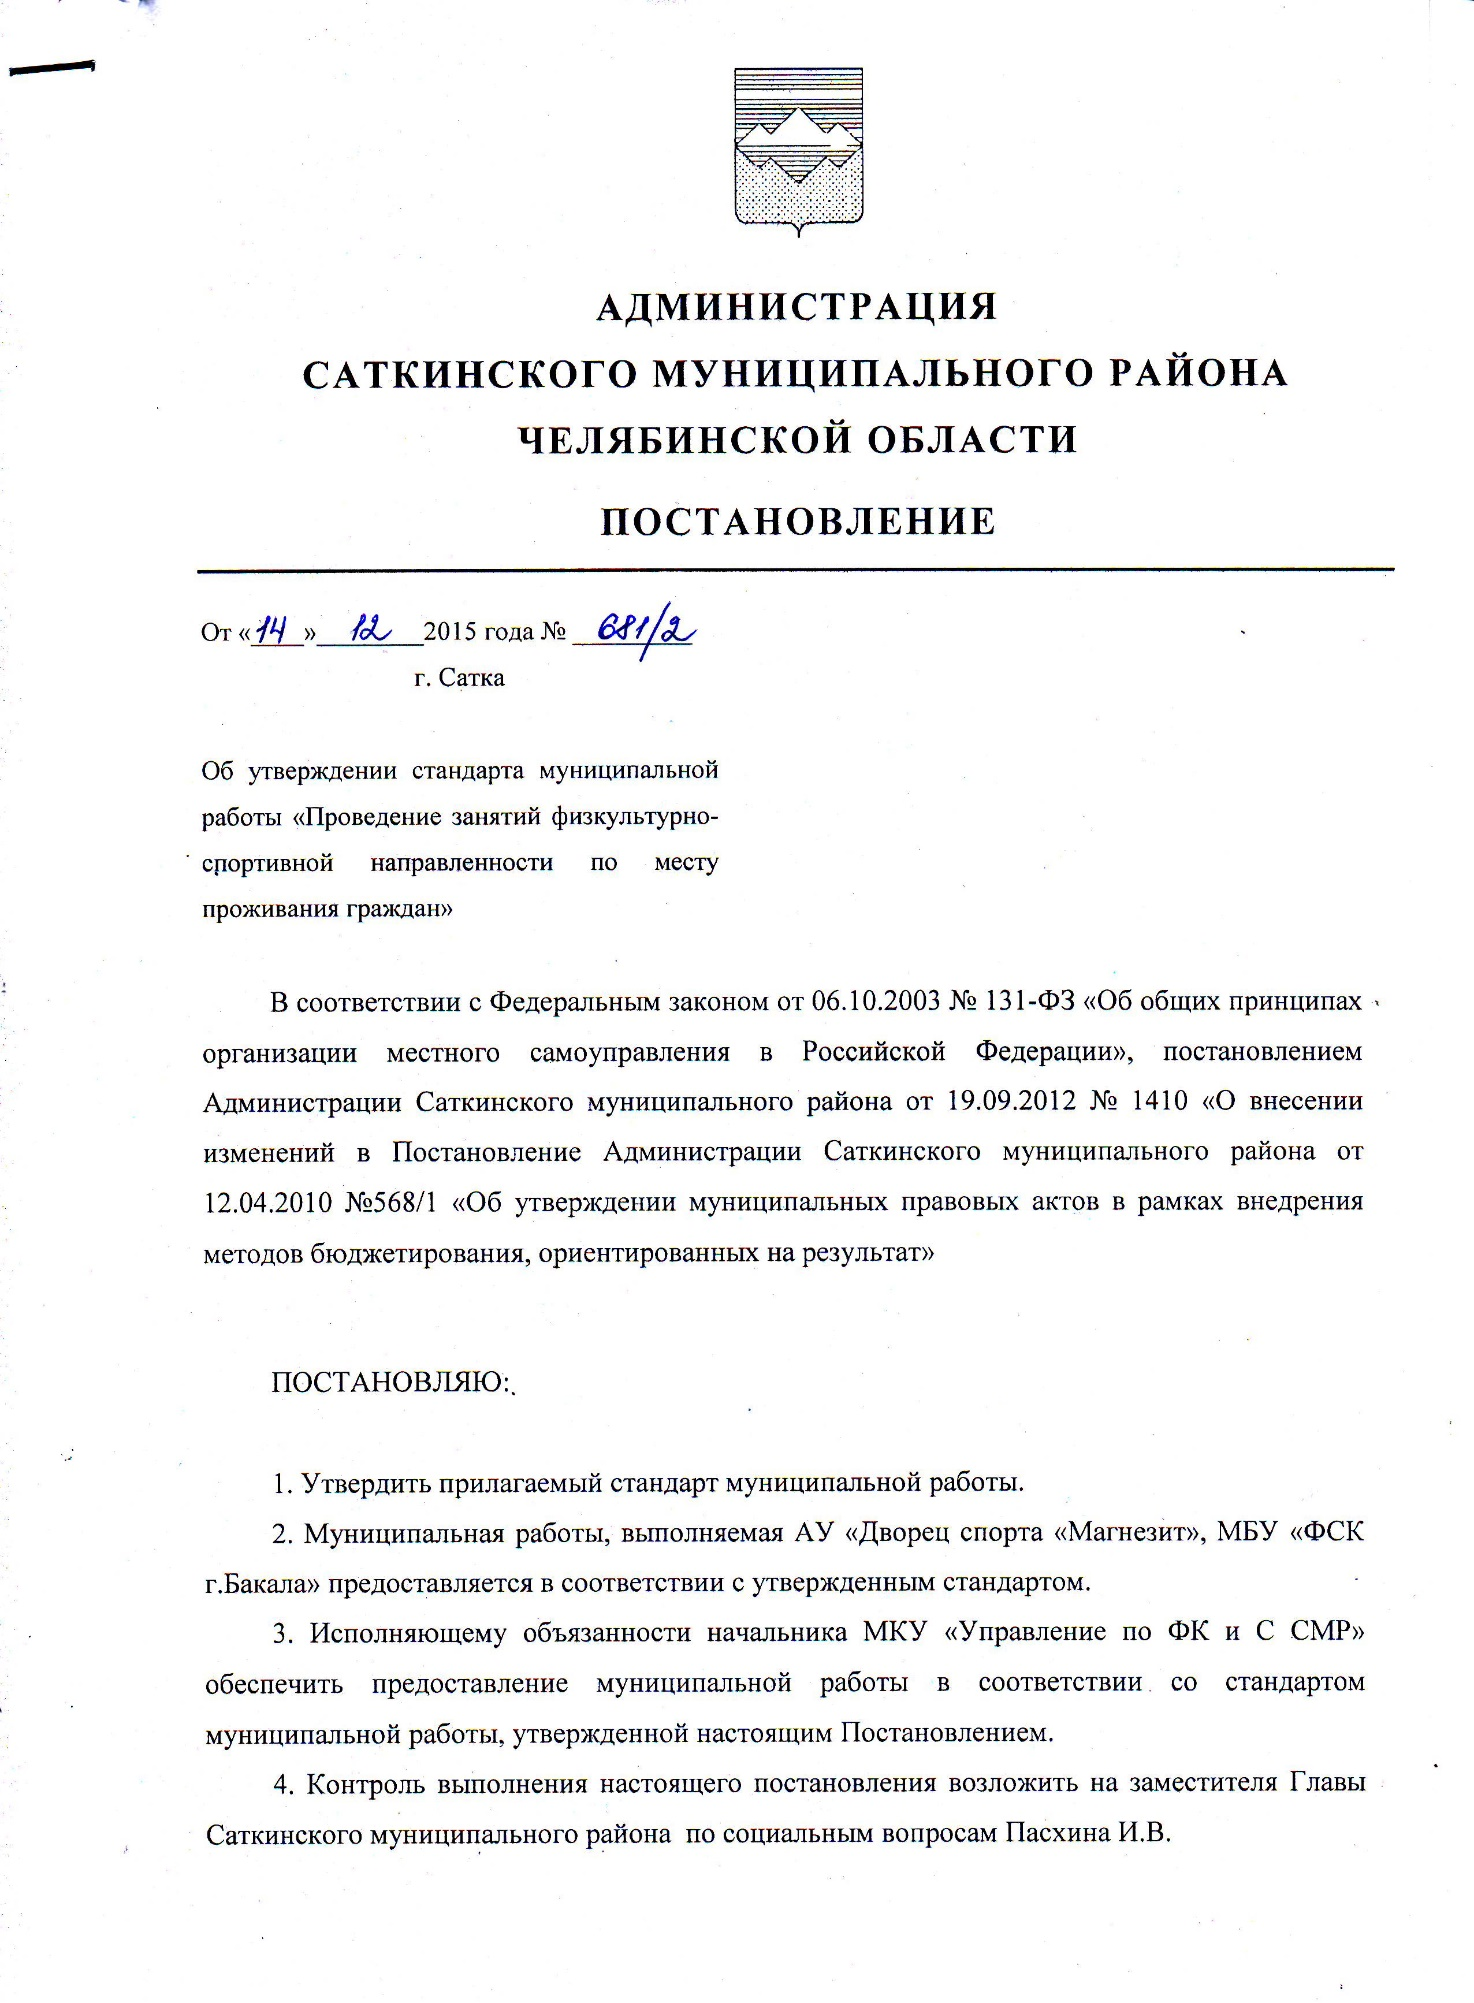 АДМИНИСТРАЦИЯ
САТКИНСКОГО МУНИЦИПАЛЬНОГО РАЙОНА
ЧЕЛЯБИНСКОЙ ОБЛАСТИ
ПОСТАНОВЛЕНИЕ
От «14» 12 2015 года № 681/2
г. Сатка
Об утверждении стандарта муниципальной
работы «Проведение занятий физкультурно-
спортивной направленности по месту
проживания граждан»
В соответствии с Федеральным законом от 06.10.2003 № 131-ФЗ «Об общих принципах
организации местного самоуправления в Российской Федерации», постановлением
Администрации Саткинского муниципального района от 19.09.2012 № 1410 «О внесении
изменений в Постановление Администрации Саткинского муниципального района от
12.04.2010 №568/1 «Об утверждении муниципальных правовых актов в рамках внедрения
методов бюджетирования, ориентированных на результат»
ПОСТАНОВЛЯЮ:
1. Утвердить прилагаемый стандарт муниципальной работы.
2. Муниципальная работы, выполняемая АУ «Дворец спорта «Магнезит», МБУ «ФСК
г.Бакала» предоставляется в соответствии с утвержденным стандартом.
3. Исполняющему объязанности начальника МКУ «Управление по ФК и С СМР»
обеспечить предоставление муниципальной работы в соответствии со стандартом
муниципальной работы, утвержденной настоящим Постановлением.
4. Контроль выполнения настоящего постановления возложить на заместителя Главы
Саткинского муниципального района по социальным вопросам Пасхина И.В.